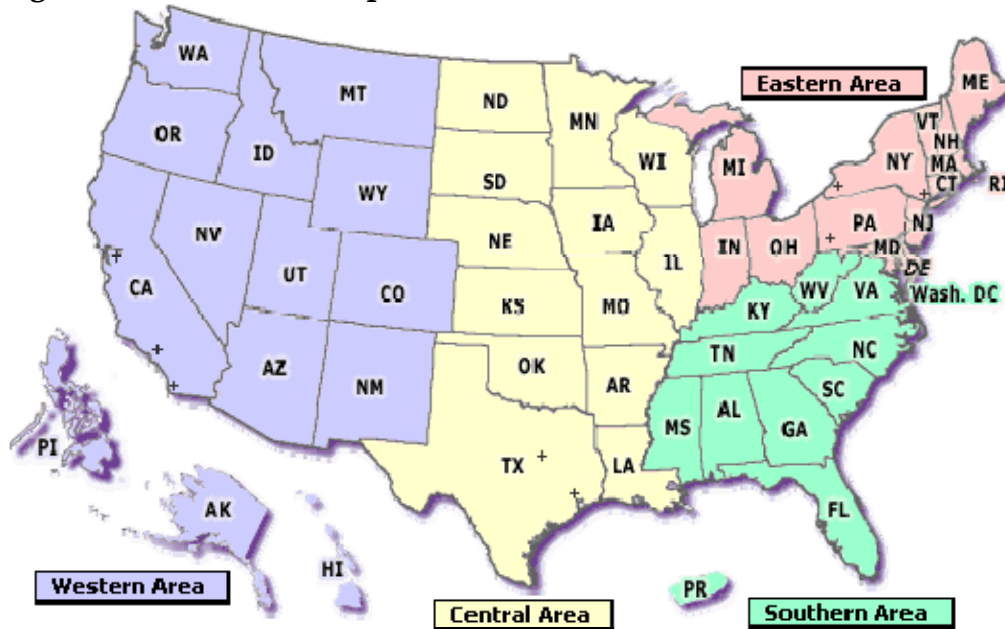 WA
MT
ND
MN
Eastern Area
ME
VT
NH
OR
ID
SD
WI
MI
NY
MA
CT
RI
WY
NV
NE
IA
PA
NJ
UT
CO
IL
IN
OH
MD
DE
CA
KS
MO
KY
WV
VA
Wash. DC
AZ
NM
OK
AR
TN
NC
SC
PI
TX
LA
MS
AL
GA
AK
HI
FL
PR
Western Area
Central Area
Southern Area